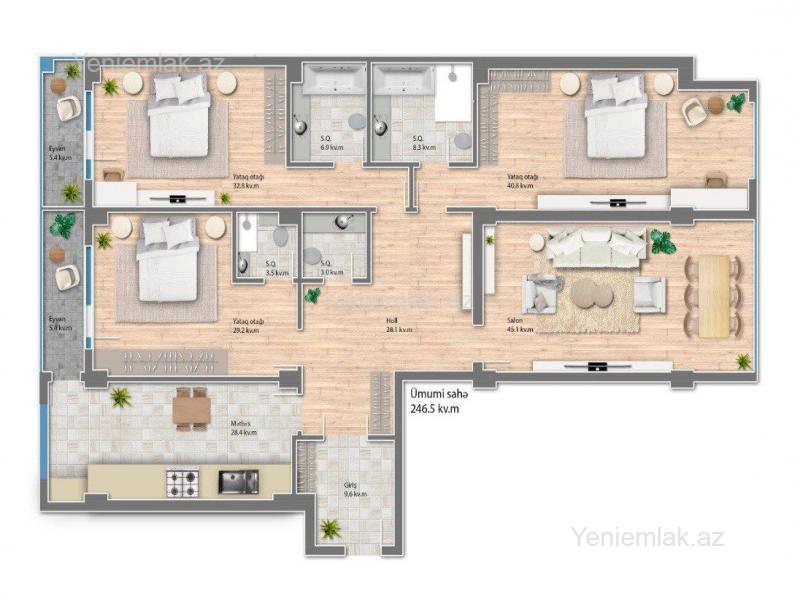 Yeniemlak.az
Eyvan
5.4 kv.m
Yataq otağı
32.8 kv.m
S.Q.
6.9 kv.m
S.Q.
8.3 kv.m
Yataq otağı
40.8 kv.m
Eyvan
5.4 kv.m
Yataq otağı
29.2 kv.m
S.Q.
3.5 kv.m
S.Q.
3.0 kv.m
Holl
28.1 kv.m
Salon
45.1 kv.m
Ümumi sahə
246.5 kv.m
Mətbəx
28.4 kv.m
Giriş
9.6 kv.m
Yeniemlak.az